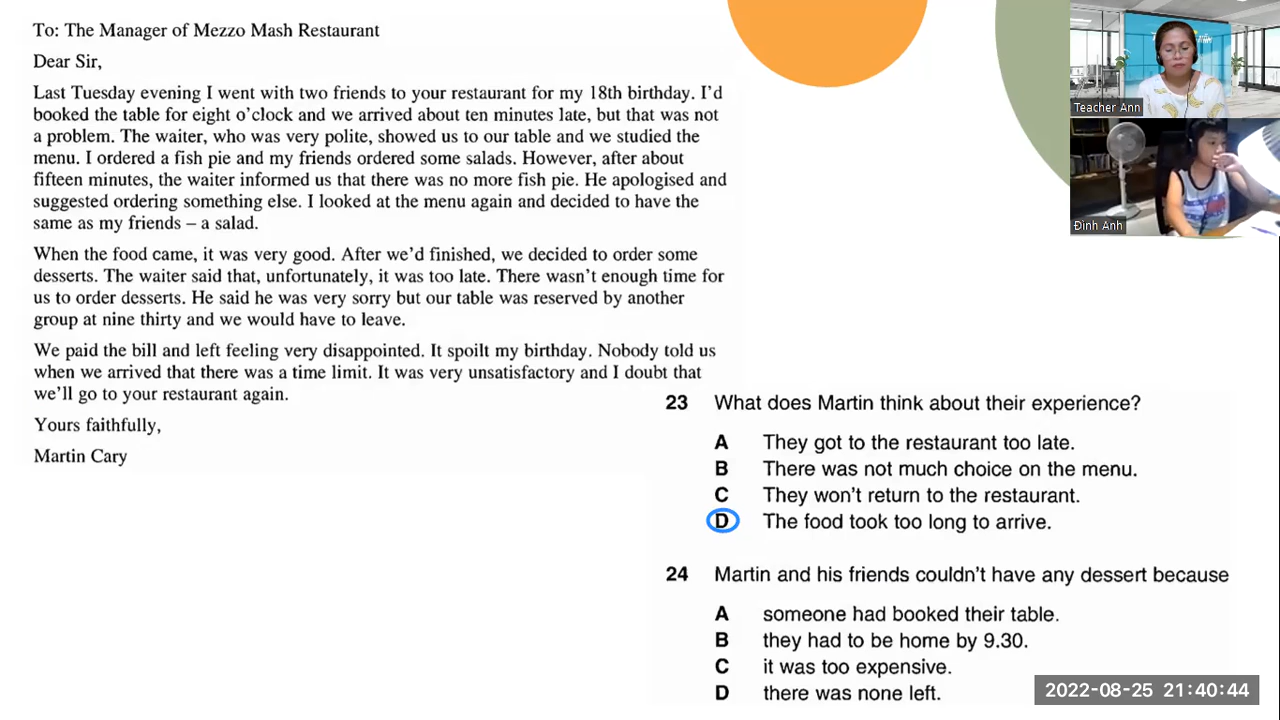 To: The Manager of Mezzo Mash Restaurant
Dear Sir,
Last Tuesday evening I went with two friends to your restaurant for my 18th birthday. I'd
booked the table for eight o'clock and we arrived about ten minutes late, but that was not
a problem. The waiter, who was very polite, showed us to our table and we studied the
menu. I ordered a fish pie and my friends ordered some salads. However, after about
fifteen minutes, the waiter informed us that there was no more fish pie. He apologised and
suggested ordering something else. I looked at the menu again and decided to have the
same as my friends – a salad.
When the food came, it was very good. After we'd finished, we decided to order some
desserts. The waiter said that, unfortunately, it was too late. There wasn't enough time for
us to order desserts. He said he was very sorry but our table was reserved by another
group at nine thirty and we would have to leave.
We paid the bill and left feeling very disappointed. It spoilt my birthday. Nobody told us
when we arrived that there was a time limit. It was very unsatisfactory and I doubt that
we'll go to your restaurant again.
Yours faithfully,
Martin Cary
23 What does Martin think about their experience?
A They got to the restaurant too late.
B There was not much choice on the menu.
C They won't return to the restaurant.
D The food took too long to arrive.
24 Martin and his friends couldn't have any dessert because
A someone had booked their table.
B they had to be home by 9.30.
C it was too expensive.
D there was none left.
Teacher Ann
Đình Anh
2022-08-25 21:40:44